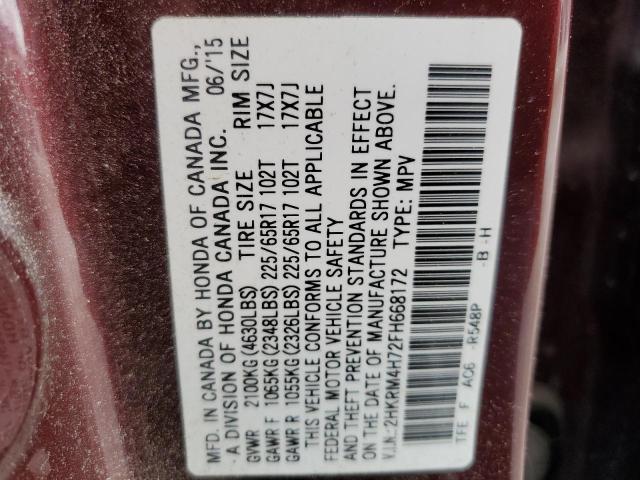 MFD. IN CANADA BY HONDA OF CANADA MFG.,
A DIVISION OF HONDA CANADA INC. 06/'15
GVWR 2100KG (4630LBS) TIRE SIZE RIM SIZE
GAWR F 1065KG (2348LBS) 225/65R17 102T 17X7J
GAWR R 1055KG (2326LBS) 225/65R17 102T 17X7J
THIS VEHICLE CONFORMS TO ALL APPLICABLE
FEDERAL MOTOR VEHICLE SAFETY
AND THEFT PREVENTION STANDARDS IN EFFECT
ON THE DATE OF MANUFACTURE SHOWN ABOVE.
V.I.N.:2HKRM4H72FH668172 TYPE: MPV
TFE F AC6 -R548P -B-H